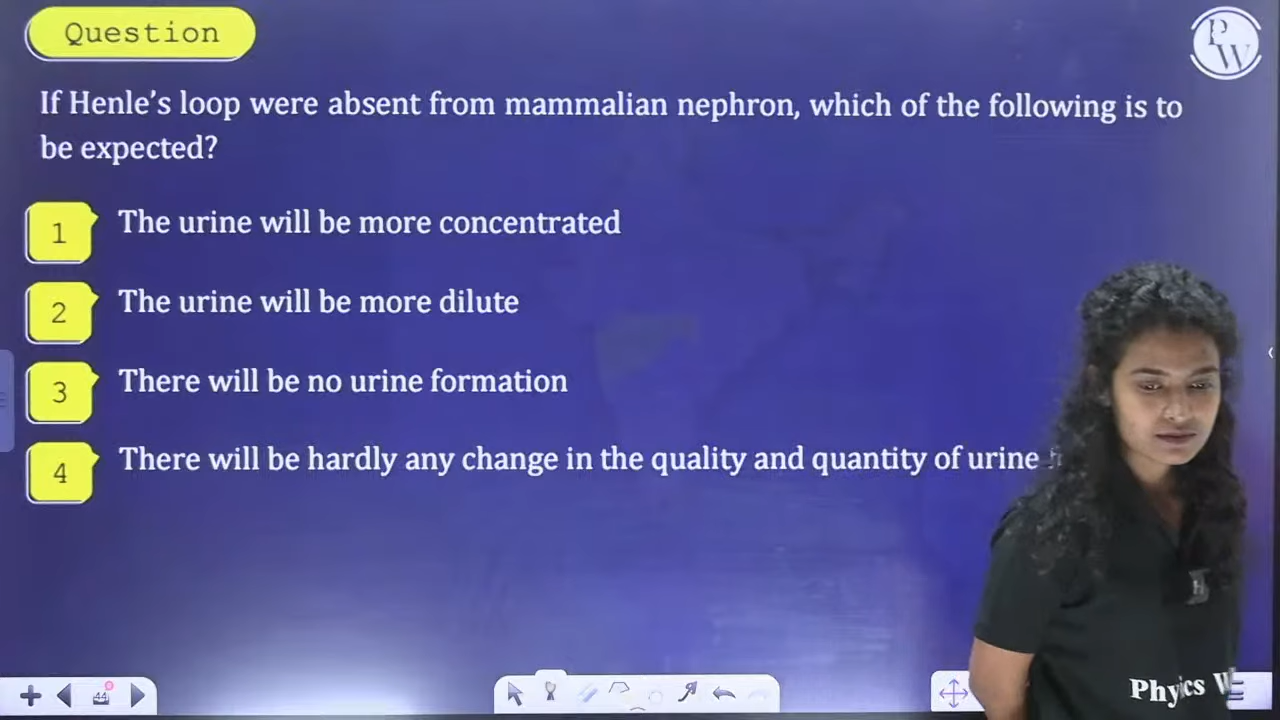 Question
P
W
If Henle’s loop were absent from mammalian nephron, which of the following is to
be expected?
1
The urine will be more concentrated
2
The urine will be more dilute
3
There will be no urine formation
4
There will be hardly any change in the quality and quantity of urine
44
Physics W